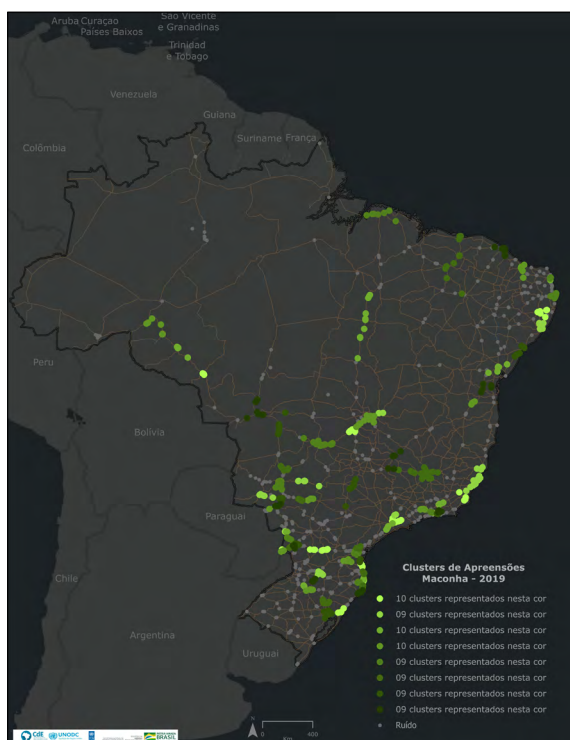 São Vicente
e Granadinas
Aruba Curaçao
Países Baixos
Trinidad
e Tobago
Venezuela
Guiana
Suriname França
Colômbia
Peru
Bolívia
Paraguai
Chile
Argentina
Uruguai
Clusters de Apreensões
Maconha - 2019
10 clusters representados nesta cor
09 clusters representados nesta cor
10 clusters representados nesta cor
10 clusters representados nesta cor
09 clusters representados nesta cor
09 clusters representados nesta cor
09 clusters representados nesta cor
09 clusters representados nesta cor
Ruído
N
0 400
Km
CdE
UNODC
BRASIL